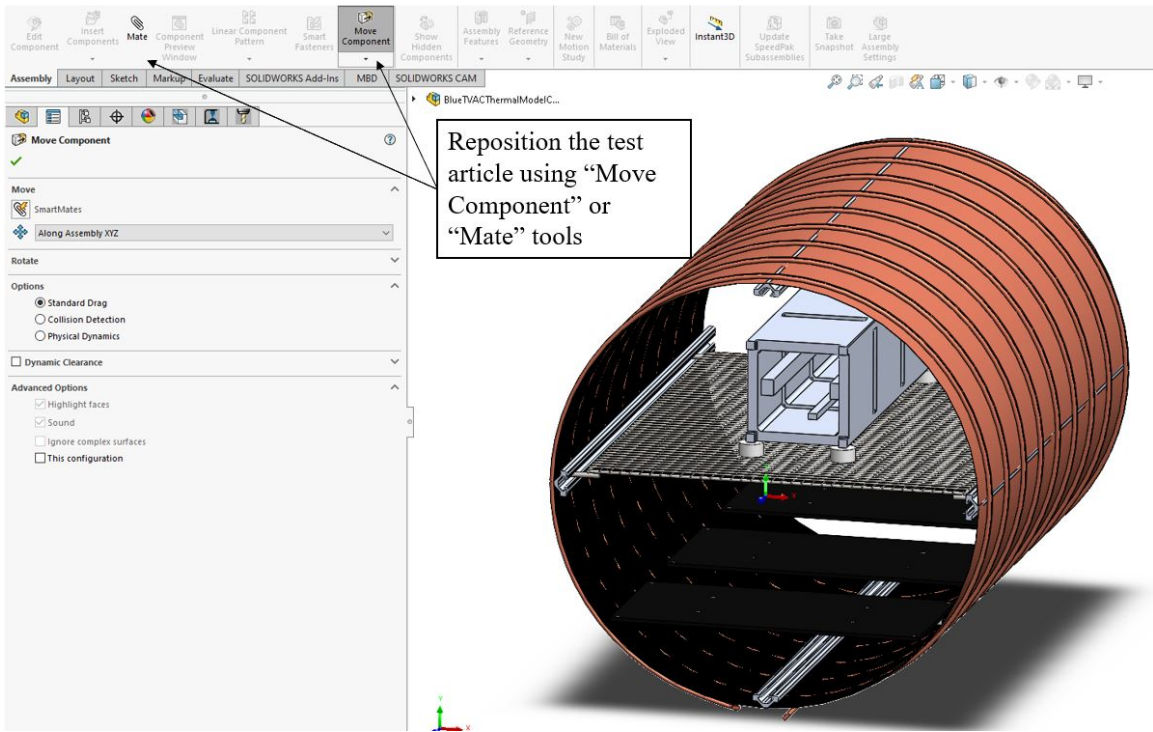 Edit Component
Insert Components
Mate
Component Preview Window
Linear Component Pattern
Smart Fasteners
Move Component
Show Hidden Components
Assembly Features
Reference Geometry
New Motion Study
Bill of Materials
Exploded View
Instant3D
Update SpeedPak Subassemblies
Take Snapshot
Large Assembly Settings
Assembly Layout Sketch Markup Evaluate SOLIDWORKS Add-Ins MBD SOLIDWORKS CAM
BlueTVACThermalModelC...
Move Component
Move
SmartMates
Along Assembly XYZ
Rotate
Options
Standard Drag
Collision Detection
Physical Dynamics
Dynamic Clearance
Advanced Options
Highlight faces
Sound
Ignore complex surfaces
This configuration
Reposition the test
article using “Move
Component” or
“Mate” tools
Y
X
Y
X